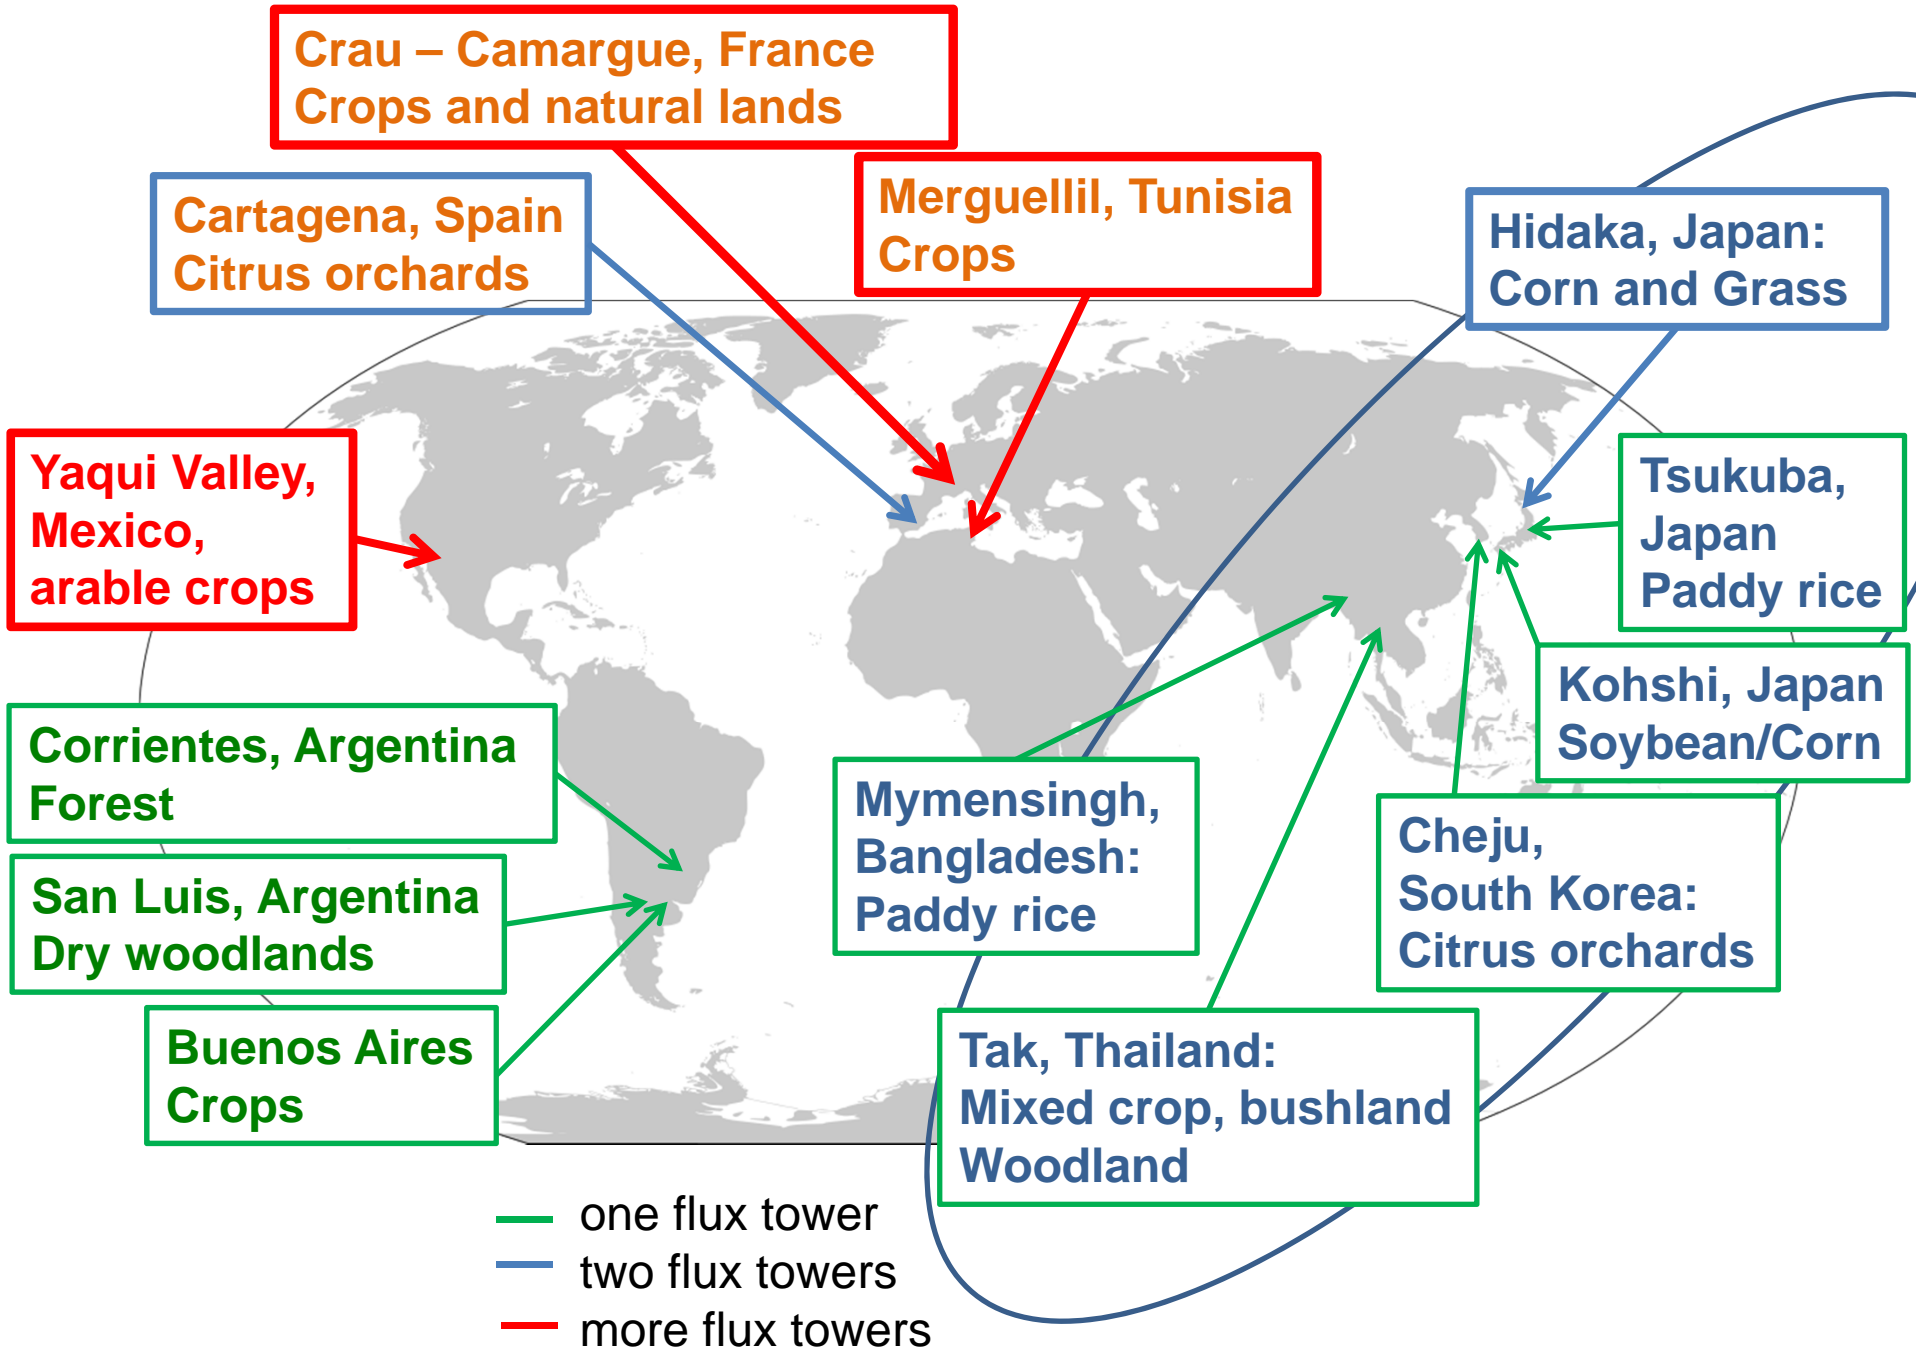 Crau – Camargue, France
Crops and natural lands
Cartagena, Spain
Citrus orchards
Merguellil, Tunisia
Crops
Hidaka, Japan:
Corn and Grass
Yaqui Valley,
Mexico,
arable crops
Tsukuba,
Japan
Paddy rice
Kohshi, Japan
Soybean/Corn
Corrientes, Argentina
Forest
Mymensingh,
Bangladesh:
Paddy rice
Cheju,
South Korea:
Citrus orchards
San Luis, Argentina
Dry woodlands
Buenos Aires
Crops
Tak, Thailand:
Mixed crop, bushland
Woodland
one flux tower
two flux towers
more flux towers